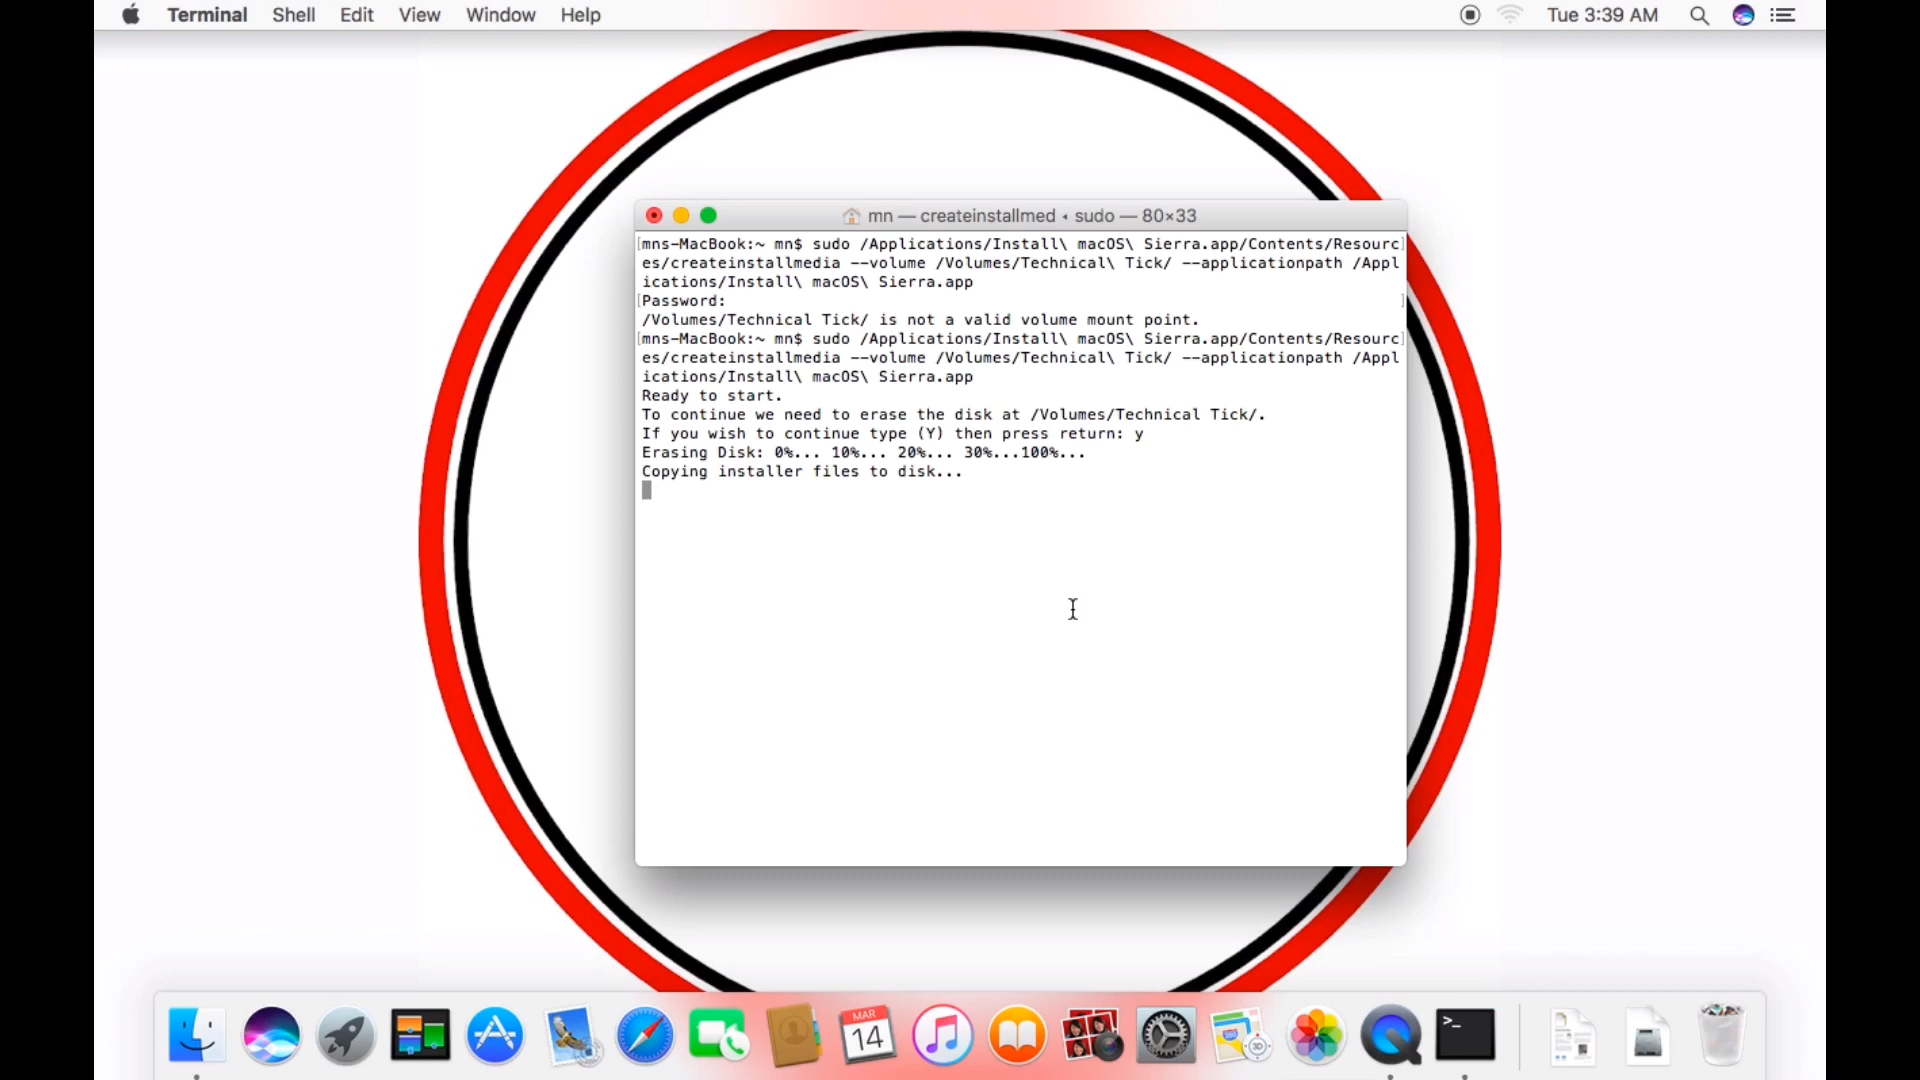 Terminal Shell Edit View Window Help Tue 3:39 AM
mn — createinstallmed ◂ sudo — 80×33
[mns-MacBook:~ mn$ sudo /Applications/Install\ macOS\ Sierra.app/Contents/Resourc]
es/createinstallmedia --volume /Volumes/Technical\ Tick/ --applicationpath /Appl
ications/Install\ macOS\ Sierra.app
[Password: ]
/Volumes/Technical Tick/ is not a valid volume mount point.
[mns-MacBook:~ mn$ sudo /Applications/Install\ macOS\ Sierra.app/Contents/Resourc]
es/createinstallmedia --volume /Volumes/Technical\ Tick/ --applicationpath /Appl
ications/Install\ macOS\ Sierra.app
Ready to start.
To continue we need to erase the disk at /Volumes/Technical Tick/.
If you wish to continue type (Y) then press return: y
Erasing Disk: 0%... 10%... 20%... 30%...100%...
Copying installer files to disk...
MAR
14
3D
>_